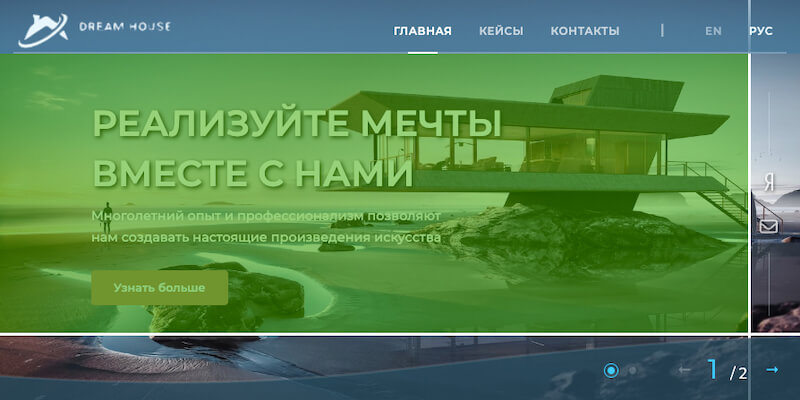 DREAM HOUSE
ГЛАВНАЯ КЕЙСЫ КОНТАКТЫ | EN РУС
РЕАЛИЗУЙТЕ МЕЧТЫ
ВМЕСТЕ С НАМИ
Многолетний опыт и профессионализм позволяют
нам создавать настоящие произведения искусства
Я
Узнать больше
1 / 2